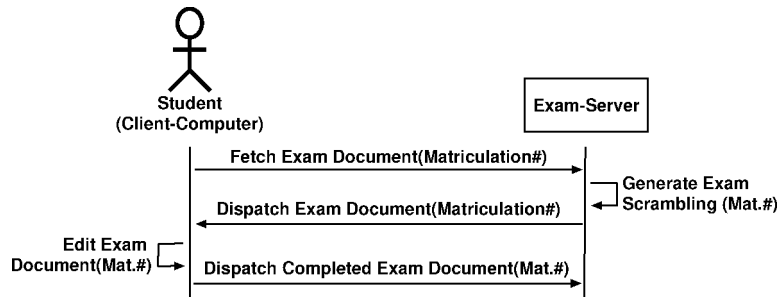 Student
(Client-Computer)
Exam-Server
Fetch Exam Document(Matriculation#)
Generate Exam
Scrambling (Mat.#)
Dispatch Exam Document(Matriculation#)
Edit Exam
Document(Mat.#)
Dispatch Completed Exam Document(Mat.#)